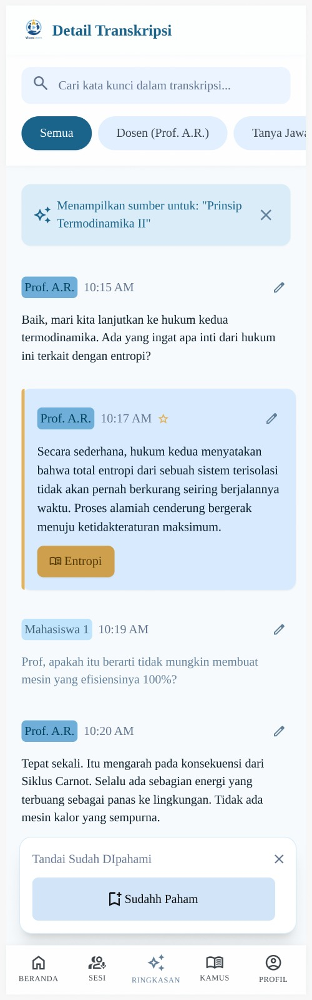 Visualearn
Detail Transkripsi
Cari kata kunci dalam transkripsi...
Semua
Dosen (Prof. A.R.)
Tanya Jawa
Menampilkan sumber untuk: "Prinsip
Termodinamika II"
Prof. A.R. 10:15 AM
Baik, mari kita lanjutkan ke hukum kedua
termodinamika. Ada yang ingat apa inti dari hukum
ini terkait dengan entropi?
Prof. A.R. 10:17 AM
Secara sederhana, hukum kedua menyatakan
bahwa total entropi dari sebuah sistem terisolasi
tidak akan pernah berkurang seiring berjalannya
waktu. Proses alamiah cenderung bergerak
menuju ketidakteraturan maksimum.
Entropi
Mahasiswa 1 10:19 AM
Prof, apakah itu berarti tidak mungkin membuat
mesin yang efisiensinya 100%?
Prof. A.R. 10:20 AM
Tepat sekali. Itu mengarah pada konsekuensi dari
Siklus Carnot. Selalu ada sebagian energi yang
terbuang sebagai panas ke lingkungan. Tidak ada
mesin kalor yang sempurna.
Tandai Sudah DIpahami
Sudahh Paham
BERANDA
SESI
RINGKASAN
KAMUS
PROFIL